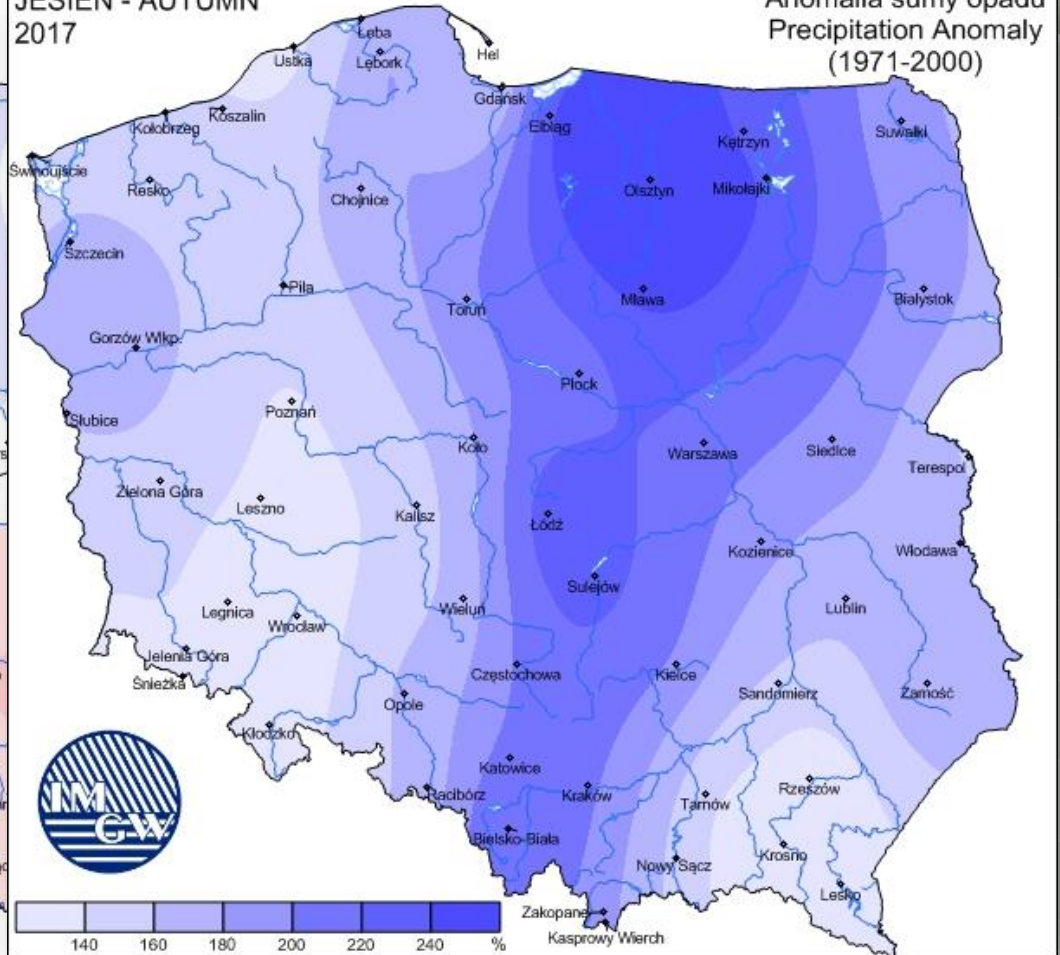 JESIEŃ - AUTUMN
2017
Anomalia sumy opadu
Precipitation Anomaly
(1971-2000)
Łeba
Ustka
Lębork
Hel
Gdańsk
Koszalin
Kołobrzeg
Elbląg
Kętrzyn
Suwałki
Świnoujście
Resko
Chojnice
Olsztyn
Mikołajki
Szczecin
Piła
Toruń
Mława
Białystok
Gorzów Wlkp.
Płock
Słubice
Poznań
Koło
Warszawa
Siedlce
Terespol
Zielona Góra
Leszno
Kalisz
Łódź
Kozienice
Włodawa
Sulejów
Legnica
Wrocław
Wieluń
Lublin
Jelenia Góra
Śnieżka
Częstochowa
Kielce
Sandomierz
Zamość
Opole
Kłodzko
Katowice
Racibórz
Kraków
Tarnów
Rzeszów
Bielsko-Biała
Nowy Sącz
Krosno
Lesko
Zakopane
Kasprowy Wierch
IM
GW
140 160 180 200 220 240 %